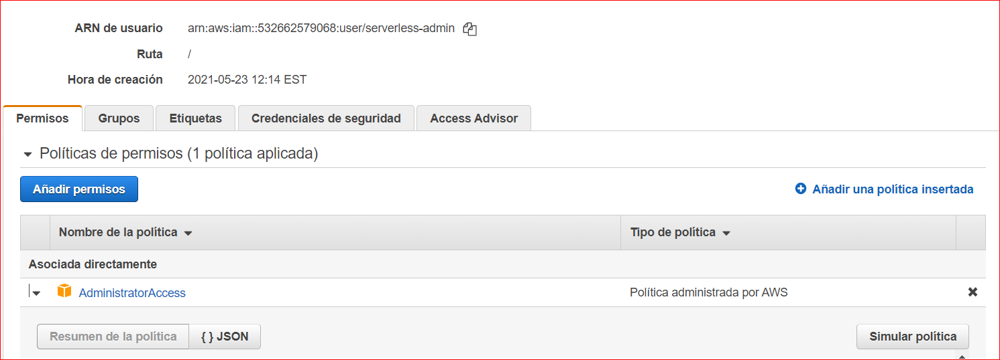 ARN de usuario arn:aws:iam::532662579068:user/serverless-admin
Ruta /
Hora de creación 2021-05-23 12:14 EST
Permisos Grupos Etiquetas Credenciales de seguridad Access Advisor
Políticas de permisos (1 política aplicada)
Añadir permisos Añadir una política insertada
Nombre de la política Tipo de política
Asociada directamente
AdministratorAccess Política administrada por AWS
Resumen de la política { } JSON Simular política